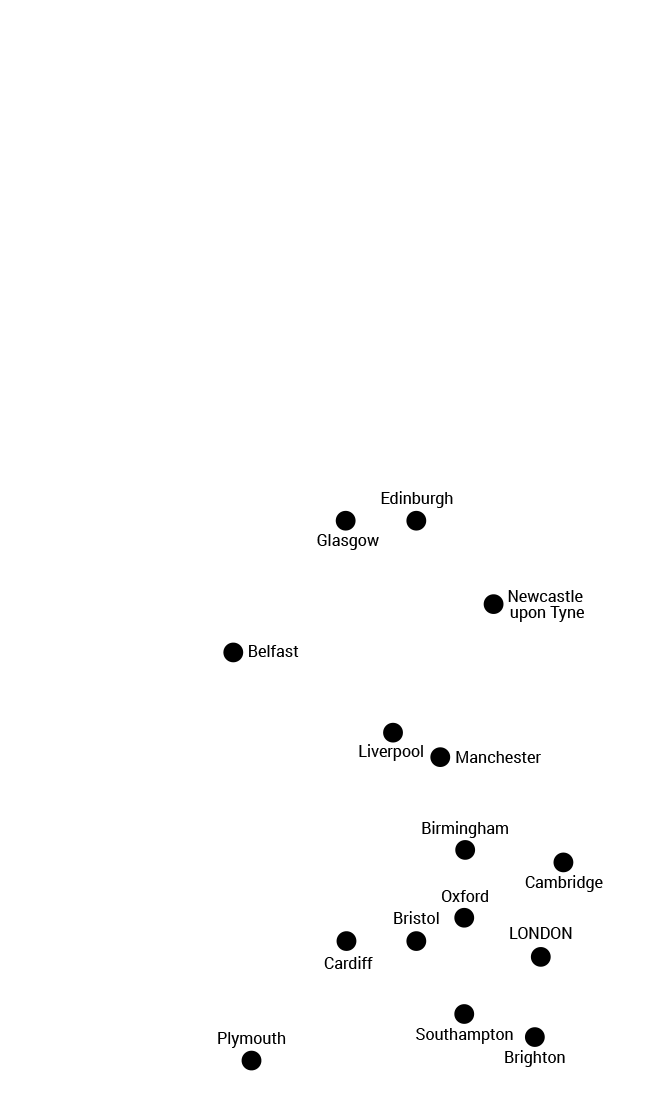 Edinburgh
Glasgow
Newcastle
upon Tyne
Belfast
Liverpool
Manchester
Birmingham
Cambridge
Oxford
Bristol
LONDON
Cardiff
Southampton
Plymouth
Brighton